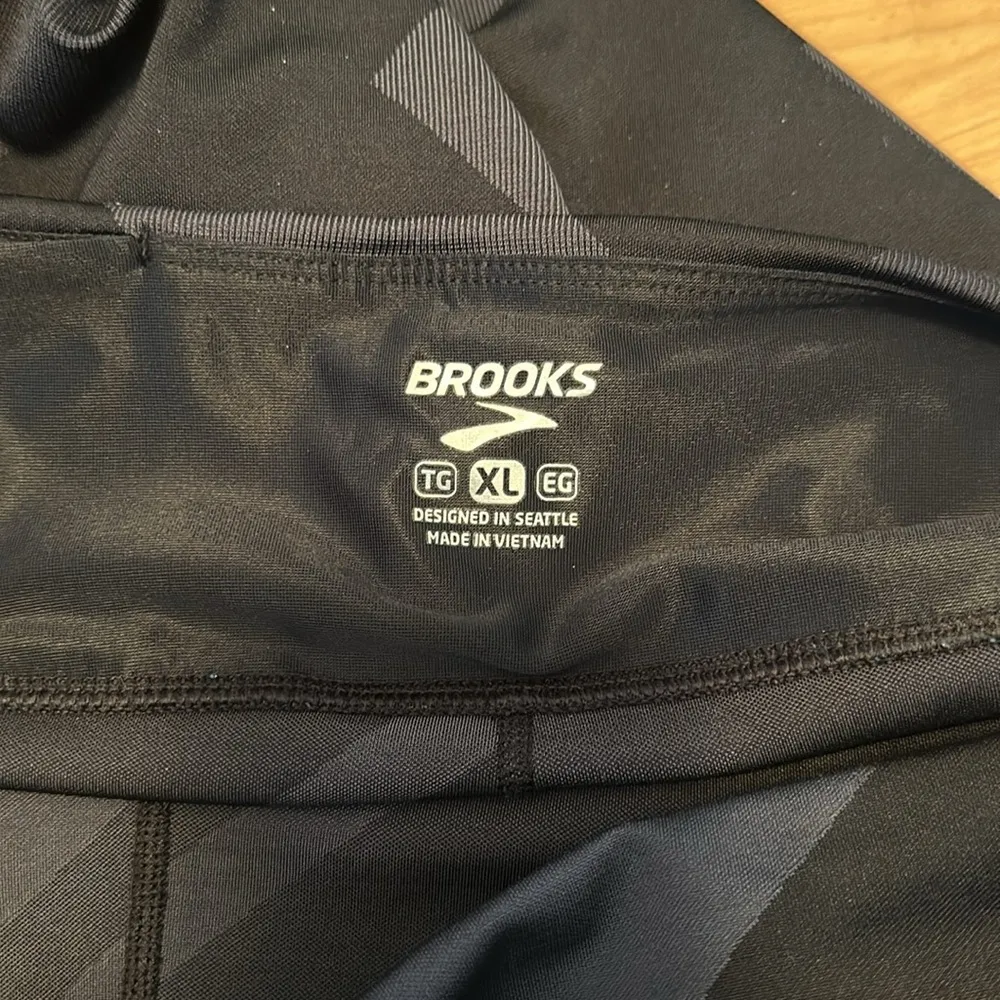 BROOKS
TG XL EG
DESIGNED IN SEATTLE
MADE IN VIETNAM